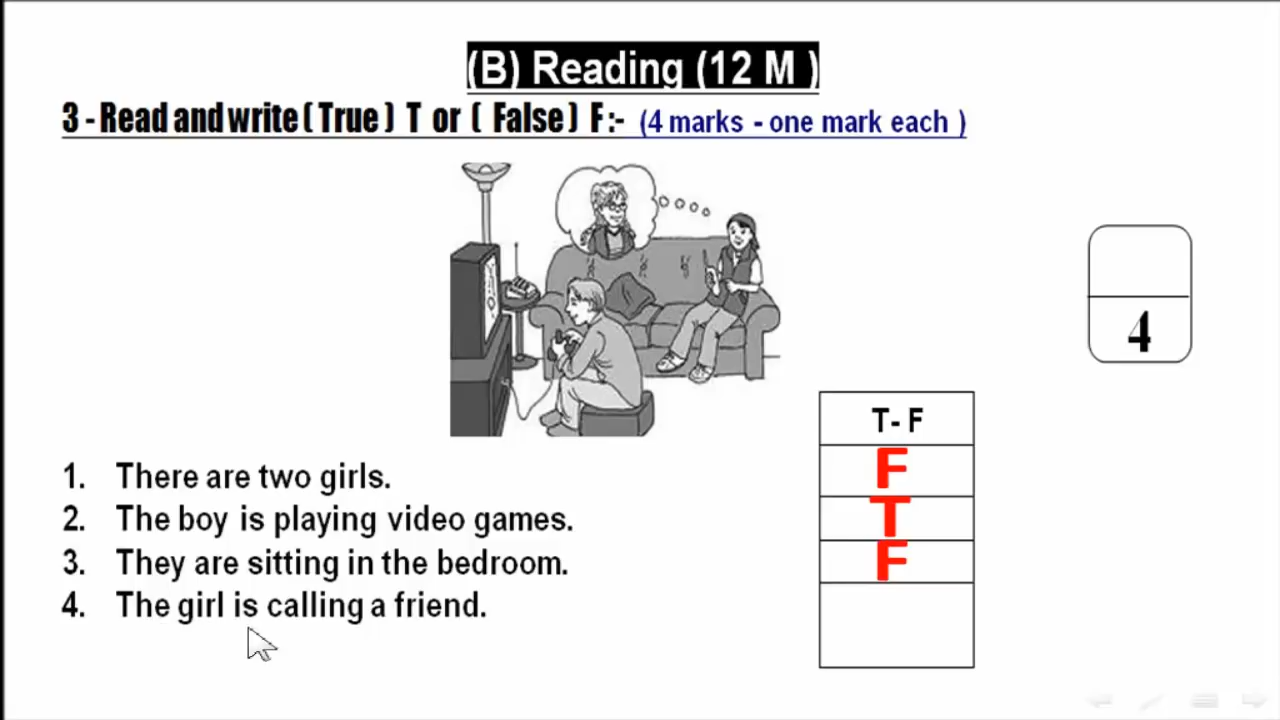 (B) Reading (12 M )
3 - Read and write ( True ) T or ( False ) F :- (4 marks - one mark each )
4
T- F
F
T
F
1. There are two girls.
2. The boy is playing video games.
3. They are sitting in the bedroom.
4. The girl is calling a friend.